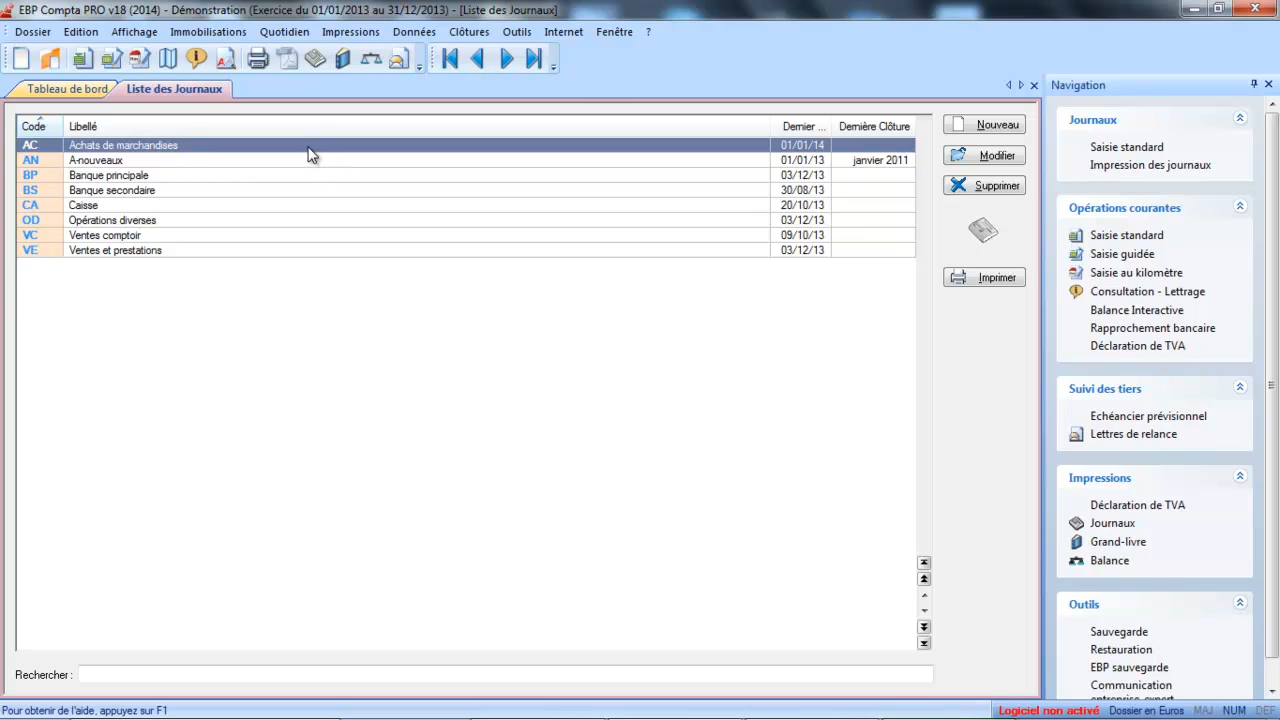 EBP Compta PRO v18 (2014) - Démonstration (Exercice du 01/01/2013 au 31/12/2013) - [Liste des Journaux]
Dossier Edition Affichage Immobilisations Quotidien Impressions Données Clôtures Outils Internet Fenêtre ?
Tableau de bord Liste des Journaux
Code Libellé Dernier ... Dernière Clôture
AC Achats de marchandises 01/01/14
AN A-nouveaux 01/01/13 janvier 2011
BP Banque principale 03/12/13
BS Banque secondaire 30/08/13
CA Caisse 20/10/13
OD Opérations diverses 03/12/13
VC Ventes comptoir 09/10/13
VE Ventes et prestations 03/12/13
Rechercher :
Nouveau
Modifier
Supprimer
Imprimer
Navigation
Journaux
Saisie standard
Impression des journaux
Opérations courantes
Saisie standard
Saisie guidée
Saisie au kilomètre
Consultation - Lettrage
Balance Interactive
Rapprochement bancaire
Déclaration de TVA
Suivi des tiers
Echéancier prévisionnel
Lettres de relance
Impressions
Déclaration de TVA
Journaux
Grand-livre
Balance
Outils
Sauvegarde
Restauration
EBP sauvegarde
Communication
entreprise-expert
Pour obtenir de l'aide, appuyez sur F1 Logiciel non activé Dossier en Euros MAJ NUM DEF